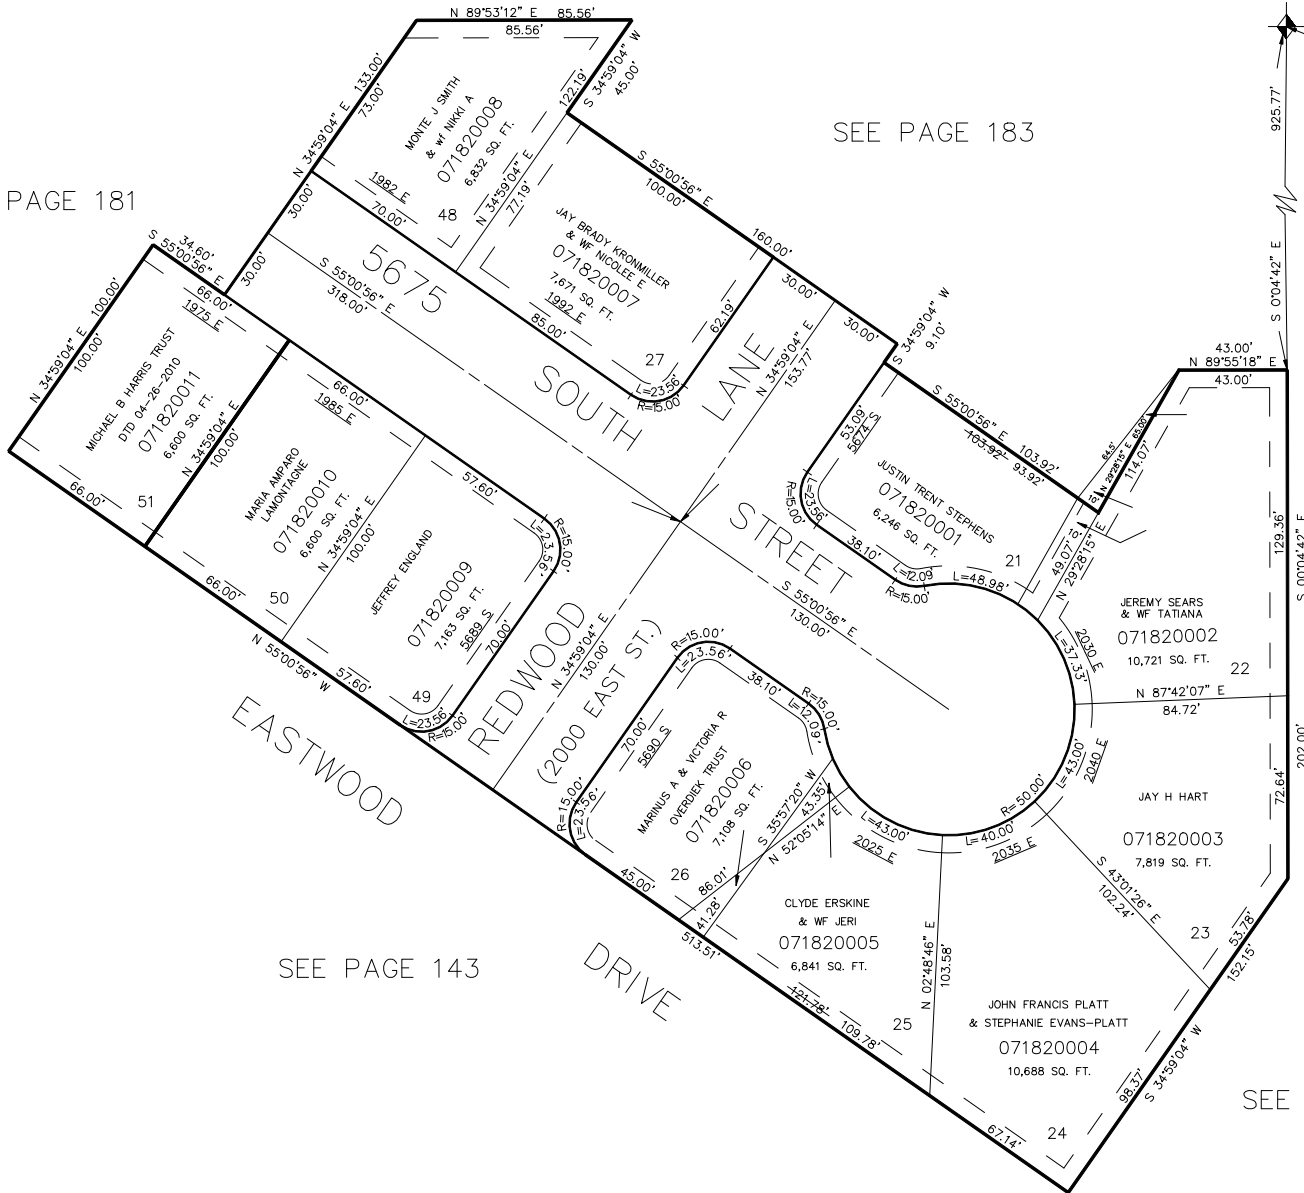 N 89°53'12" E 85.56'
85.56'
N 34°59'04" E 133.00'
73.00'
MONTE J SMITH
& wf NIKKI A
071820008
6,832 SQ. FT.
122.19'
S 34°59'04" W
45.00'
925.77'
SEE PAGE 183
PAGE 181
1982 E
70.00'
48
N 34°59'04" E
77.19'
S 55°00'56" E
100.00'
160.00'
30.00'
30.00'
30.00'
30.00'
34.60'
S 55°00'56" E
66.00'
1975 E
N 34°59'04" E 100.00'
100.00'
MICHAEL B HARRIS TRUST
DTD 04-26-2010
071820011
6,600 SQ. FT.
66.00'
51
N 34°59'04" E
100.00'
S 55°00'56" E
318.00'
5675
SOUTH
STREET
JAY BRADY KRONMILLER
& WF NICOLEE E
071820007
7,671 SQ. FT.
1992 E
85.00'
62.19'
27
L=23.56'
R=15.00'
LANE
N 34°59'04" E
153.77'
S 34°59'04" W
9.10'
S 0°04'42" E
43.00'
N 89°55'18" E
43.00'
S 55°00'56" E 103.92'
103.92' 93.92'
64.5'
N 29°28'15" E 65.00
114.07'
10'
10'
49.07'
N 29°28'15" E
53.09'
5674 S
JUSTIN TRENT STEPHENS
071820001
6,246 SQ. FT.
21
L=23.56'
R=15.00'
38.10'
L=12.09
R=15.00'
L=48.98'
66.00'
1985 E
MARIA AMPARO
LAMONTAGNE
071820010
6,600 SQ. FT.
66.00'
50
N 34°59'04" E
100.00'
57.60'
JEFFREY ENGLAND
071820009
7,163 SQ. FT.
5689 S
70.00'
R=15.00'
L=23.56'
57.60'
49
L=23.56'
R=15.00'
N 55°00'56" W
REDWOOD
(2000 EAST ST.)
N 34°59'04" E
130.00'
S 55°00'56" E
130.00'
129.36'
S 00°04'42" E
202.00'
JEREMY SEARS
& WF TATIANA
071820002
10,721 SQ. FT.
22
L=37.33'
2030 E
N 87°42'07" E
84.72'
72.64'
L=43.00'
2040 E
JAY H HART
071820003
7,819 SQ. FT.
23
R=50.00'
S 43°01'26" E
102.24'
53.78'
152.15'
R=15.00'
L=23.56'
38.10'
R=15.00'
L=12.09'
70.00'
5690 S
R=15.00'
L=23.56'
MARINUS A & VICTORIA R
OVERDIEK TRUST
071820006
7,108 SQ. FT.
26
45.00'
S 35°57'20" W
43.35'
N 52°05'14" E
86.01'
41.28'
513.51'
L=43.00'
2025 E
L=40.00'
2035 E
CLYDE ERSKINE
& WF JERI
071820005
6,841 SQ. FT.
N 02°48'46" E
103.58'
25
121.78'
109.78'
JOHN FRANCIS PLATT
& STEPHANIE EVANS-PLATT
071820004
10,688 SQ. FT.
98.37'
S 34°59'04" W
67.14'
24
EASTWOOD
DRIVE
SEE PAGE 143
SEE